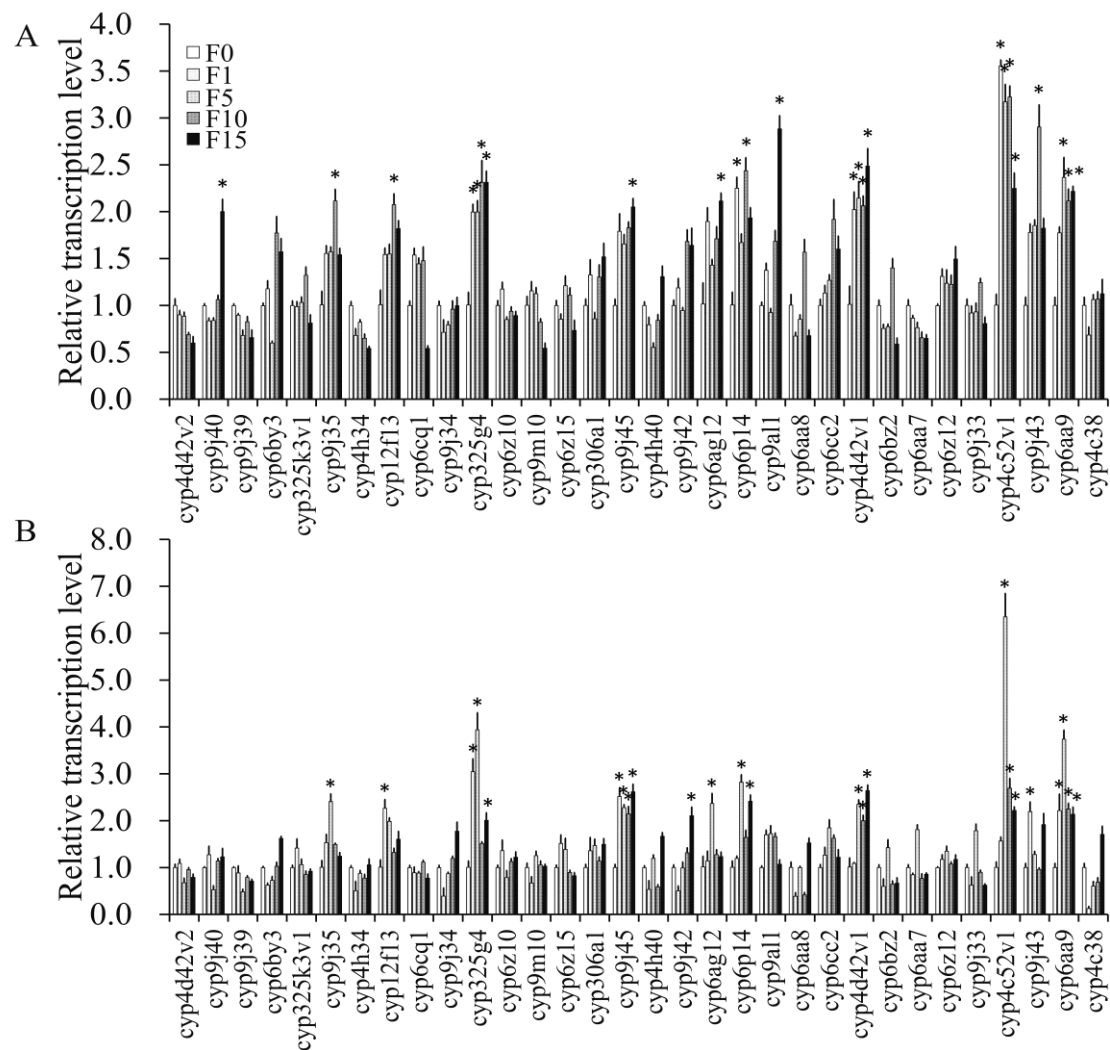 A
Relative transcription level
4.0
3.5
3.0
2.5
2.0
1.5
1.0
0.5
0.0
F0
F1
F5
F10
F15
* * * * * * * * * * * * * * * * * * * * * * * * *
cyp4d42v2
cyp9j40
cyp9j39
cyp6by3
cyp325k3v1
cyp9j35
cyp4h34
cyp12f13
cyp6cq1
cyp9j34
cyp325g4
cyp6z10
cyp9m10
cyp6z15
cyp306a1
cyp9j45
cyp4h40
cyp9j42
cyp6ag12
cyp6p14
cyp9al1
cyp6aa8
cyp6cc2
cyp4d42v1
cyp6bz2
cyp6aa7
cyp6z12
cyp9j33
cyp4c52v1
cyp9j43
cyp6aa9
cyp4c38
B
Relative transcription level
8.0
7.0
6.0
5.0
4.0
3.0
2.0
1.0
0.0
* * * * * * * * * * * * * * * * * * * * * *
cyp4d42v2
cyp9j40
cyp9j39
cyp6by3
cyp325k3v1
cyp9j35
cyp4h34
cyp12f13
cyp6cq1
cyp9j34
cyp325g4
cyp6z10
cyp9m10
cyp6z15
cyp306a1
cyp9j45
cyp4h40
cyp9j42
cyp6ag12
cyp6p14
cyp9al1
cyp6aa8
cyp6cc2
cyp4d42v1
cyp6bz2
cyp6aa7
cyp6z12
cyp9j33
cyp4c52v1
cyp9j43
cyp6aa9
cyp4c38